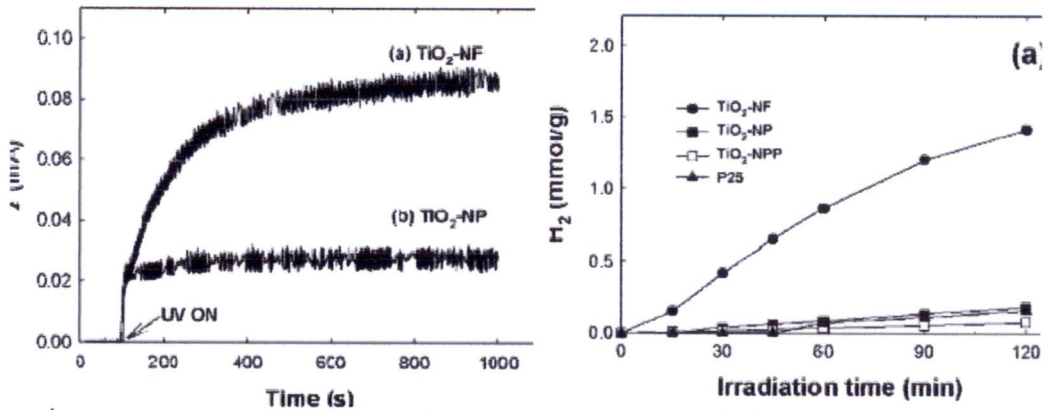 0.10
0.08
0.06
0.04
0.02
0.00
(a) TiO2-NF
(b) TiO2-NP
UV ON
0 200 400 600 800 1000
Time (s)
H2 (mmol/g)
2.0
1.5
1.0
0.5
0.0
(a)
TiO2-NF
TiO2-NP
TiO2-NPP
P25
0 30 60 90 120
Irradiation time (min)